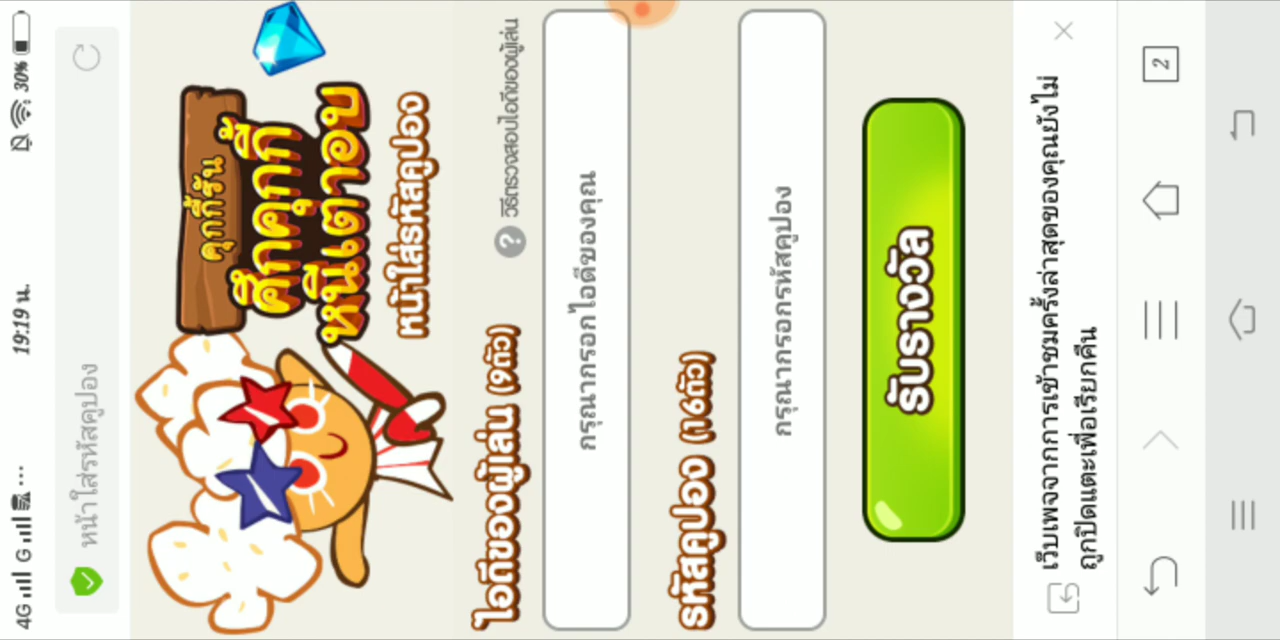 4G G ... 19:19 น. 30%
หน้าใส่รหัสคูปอง
คุกกี้รัน
ศึกคุกกี้
หนีเตาอบ
หน้าใส่รหัสคูปอง
ไอดีของผู้เล่น (9ตัว) ? วิธีตรวจสอบไอดีของผู้เล่น
กรุณากรอกไอดีของคุณ
รหัสคูปอง (16ตัว)
กรุณากรอกรหัสคูปอง
รับรางวัล
เว็บเพจจากการเข้าชมครั้งล่าสุดของคุณยังไม่
ถูกปิดแตะเพื่อเรียกคืน
2